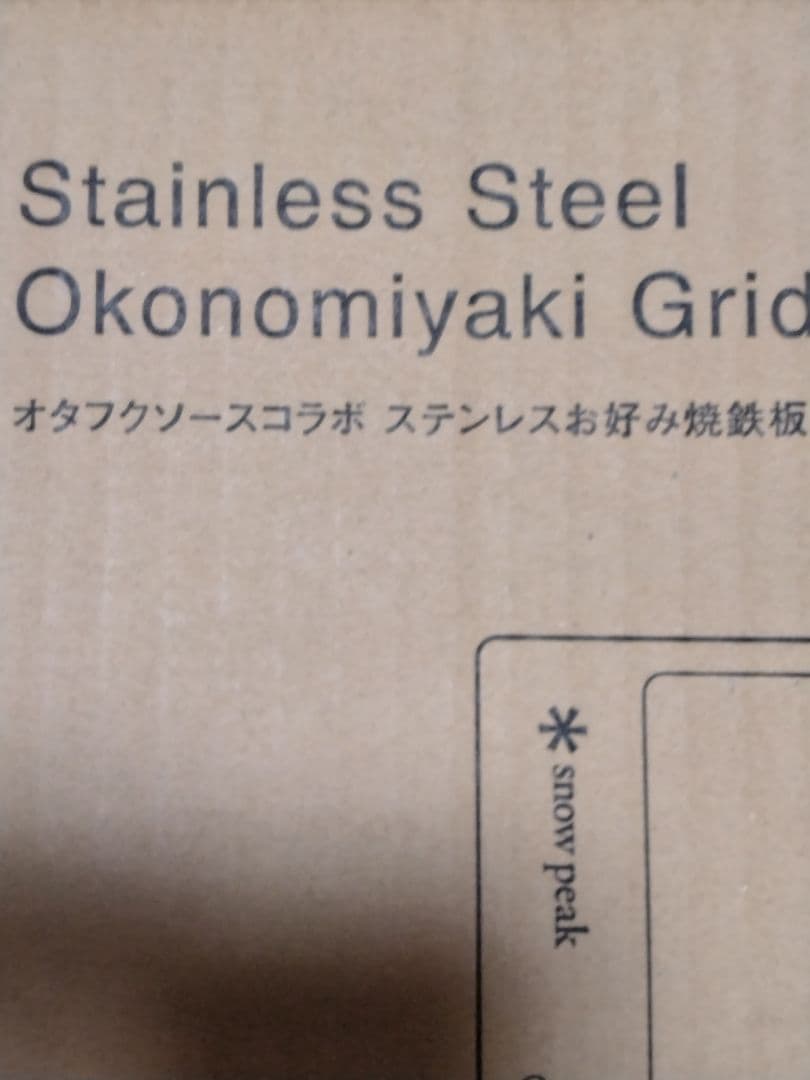 Stainless Steel
Okonomiyaki Grid
オタフクソースコラボ ステンレスお好み焼鉄板
snow peak